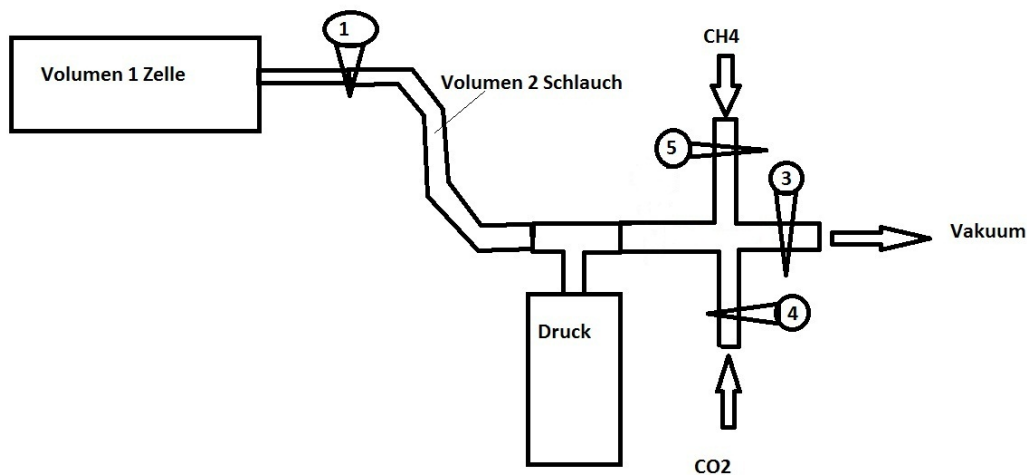 1
CH4
Volumen 1 Zelle
Volumen 2 Schlauch
5
3
Vakuum
4
Druck
CO2